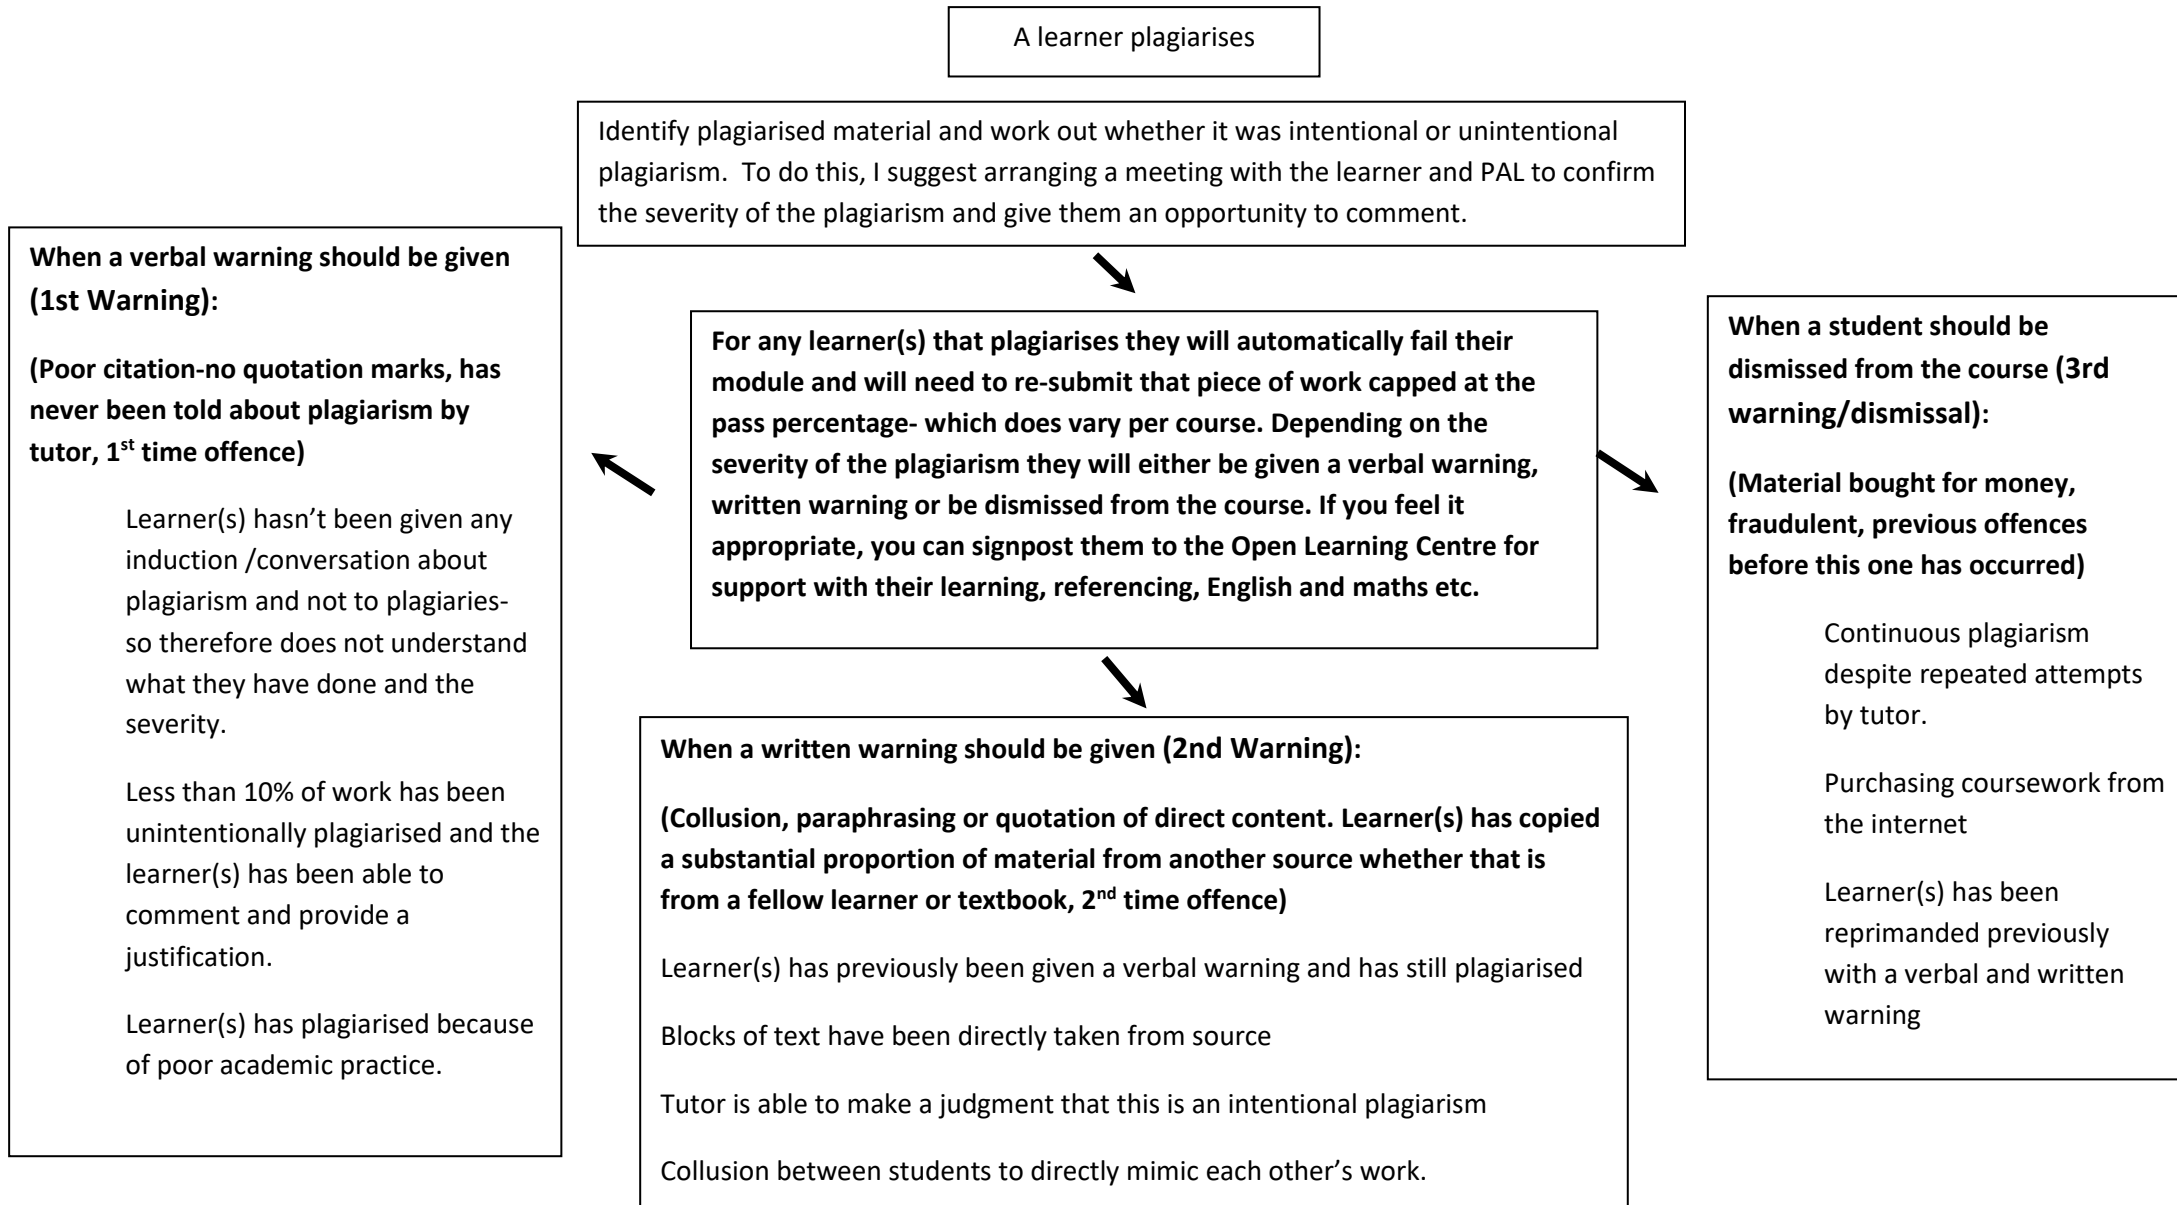 A learner plagiarises
Identify plagiarised material and work out whether it was intentional or unintentional
plagiarism.  To do this, I suggest arranging a meeting with the learner and PAL to confirm
the severity of the plagiarism and give them an opportunity to comment.
When a verbal warning should be given
(1st Warning):
(Poor citation-no quotation marks, has
never been told about plagiarism by
tutor, 1st time offence)
Learner(s) hasn’t been given any
induction /conversation about
plagiarism and not to plagiaries-
so therefore does not understand
what they have done and the
severity.
Less than 10% of work has been
unintentionally plagiarised and the
learner(s) has been able to
comment and provide a
justification.
Learner(s) has plagiarised because
of poor academic practice.
For any learner(s) that plagiarises they will automatically fail their
module and will need to re-submit that piece of work capped at the
pass percentage- which does vary per course. Depending on the
severity of the plagiarism they will either be given a verbal warning,
written warning or be dismissed from the course. If you feel it
appropriate, you can signpost them to the Open Learning Centre for
support with their learning, referencing, English and maths etc.
When a written warning should be given (2nd Warning):
(Collusion, paraphrasing or quotation of direct content. Learner(s) has copied
a substantial proportion of material from another source whether that is
from a fellow learner or textbook, 2nd time offence)
Learner(s) has previously been given a verbal warning and has still plagiarised
Blocks of text have been directly taken from source
Tutor is able to make a judgment that this is an intentional plagiarism
Collusion between students to directly mimic each other’s work.
When a student should be
dismissed from the course (3rd
warning/dismissal):
(Material bought for money,
fraudulent, previous offences
before this one has occurred)
Continuous plagiarism
despite repeated attempts
by tutor.
Purchasing coursework from
the internet
Learner(s) has been
reprimanded previously
with a verbal and written
warning